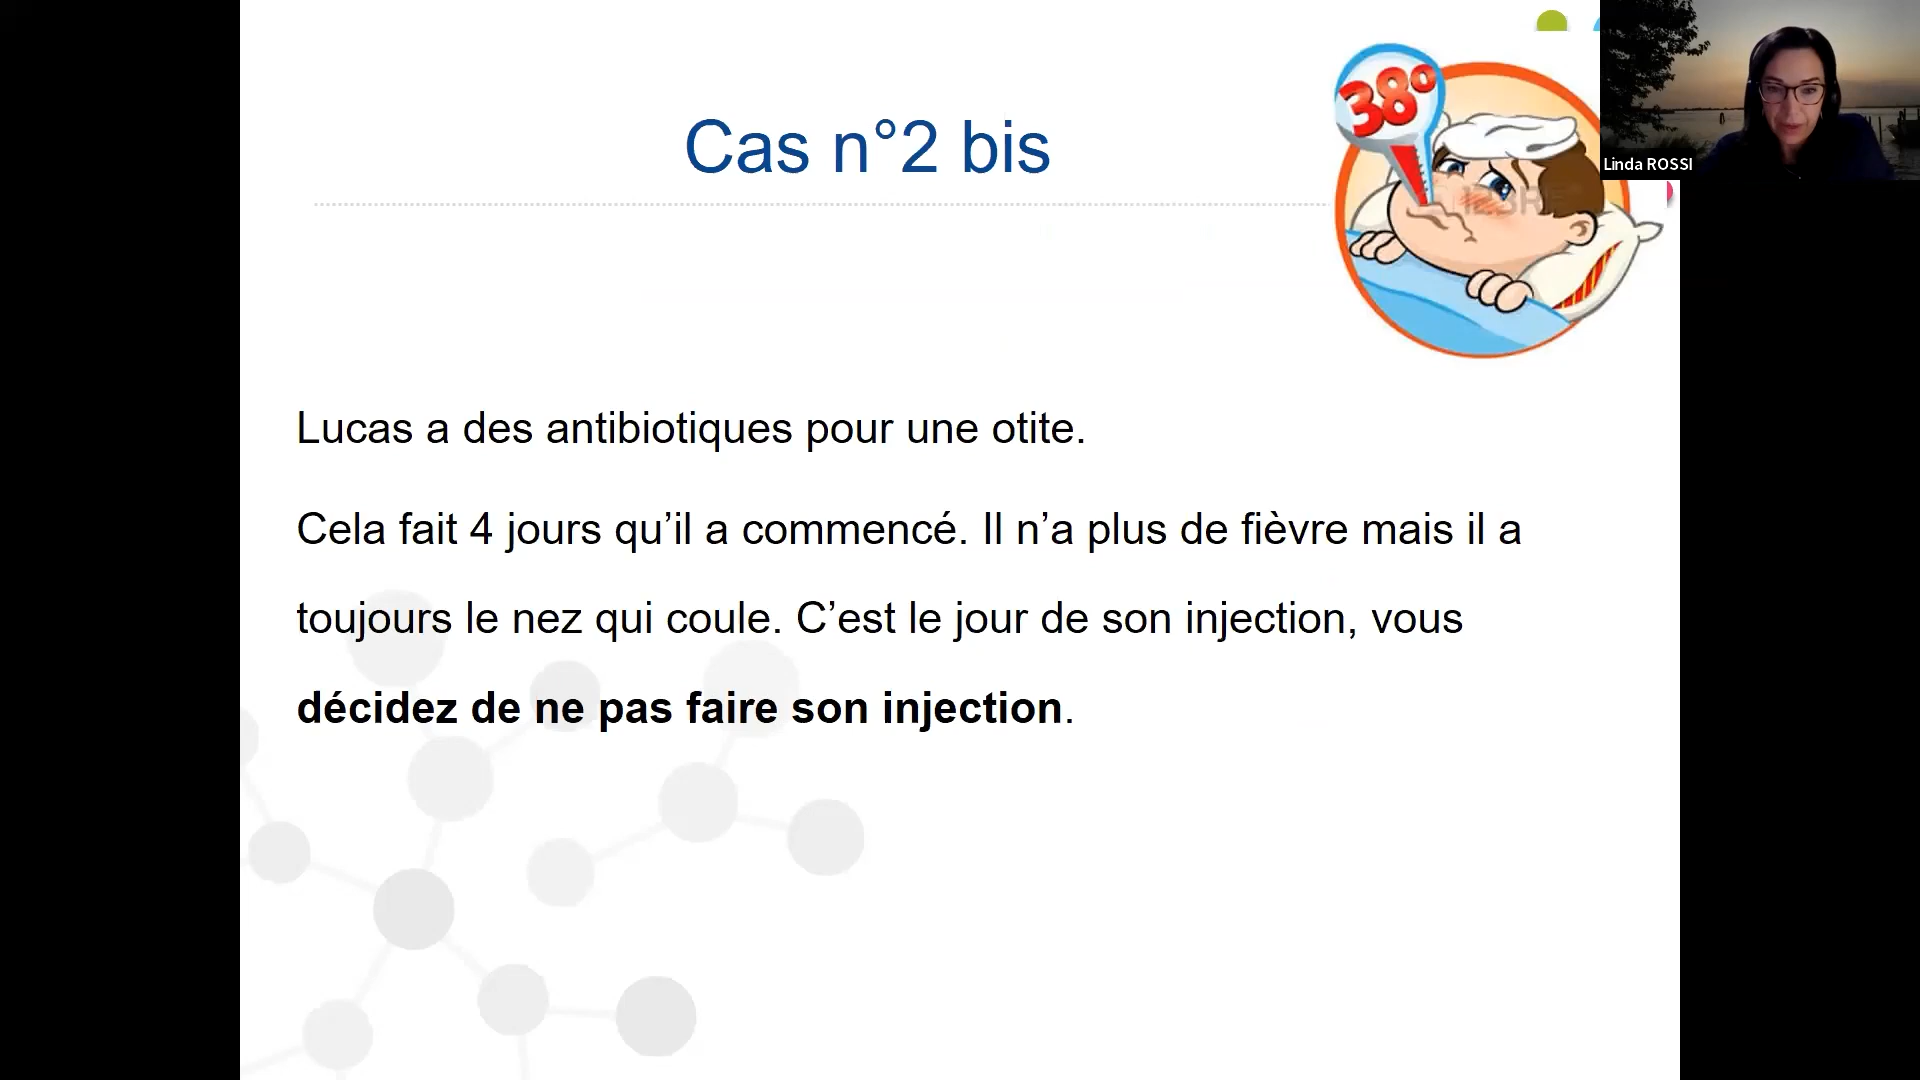 Cas n°2 bis
38°
Linda ROSSI
Lucas a des antibiotiques pour une otite.
Cela fait 4 jours qu’il a commencé. Il n’a plus de fièvre mais il a
toujours le nez qui coule. C’est le jour de son injection, vous
décidez de ne pas faire son injection.